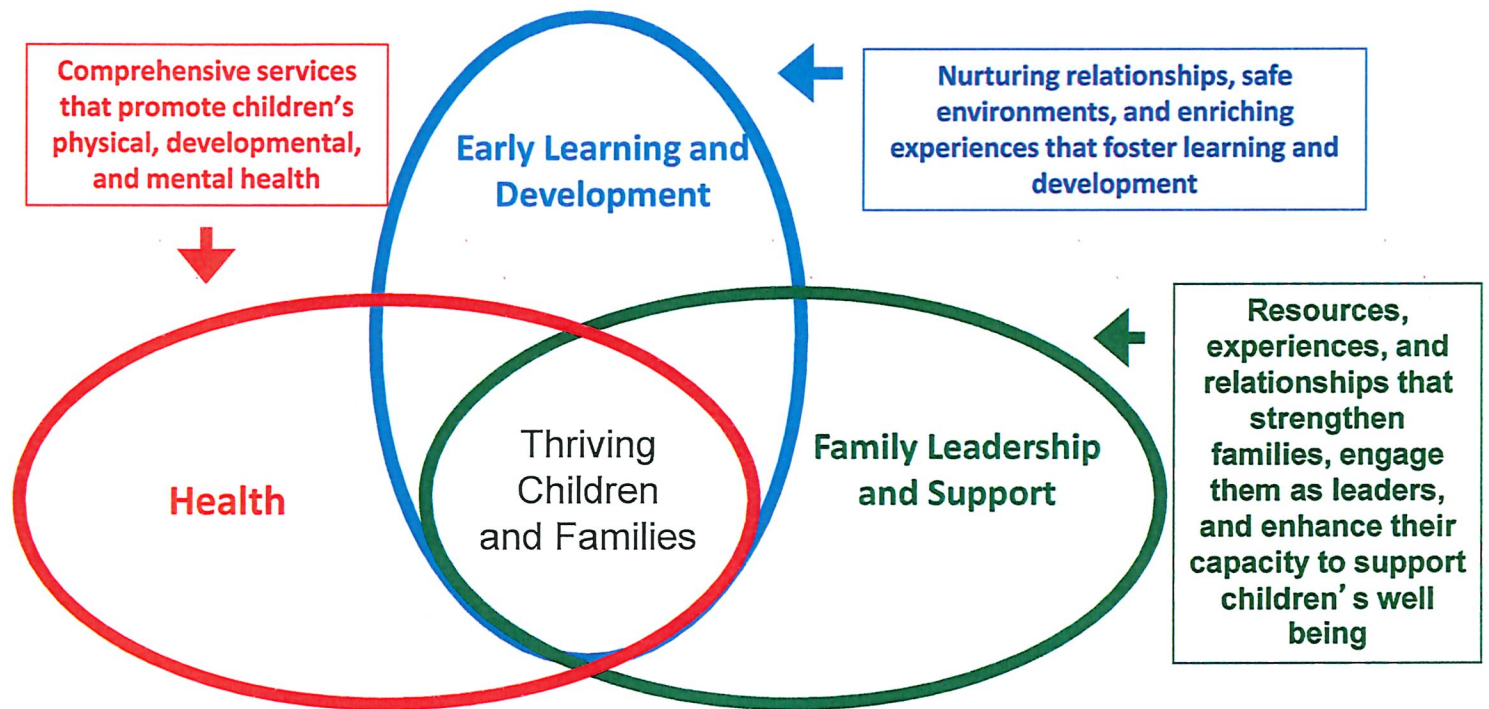 Comprehensive services
that promote children's
physical, developmental,
and mental health
Early Learning and
Development
Nurturing relationships, safe
environments, and enriching
experiences that foster learning and
development
Health
Thriving
Children
and Families
Family Leadership
and Support
Resources,
experiences, and
relationships that
strengthen
families, engage
them as leaders,
and enhance their
capacity to support
children's well
being